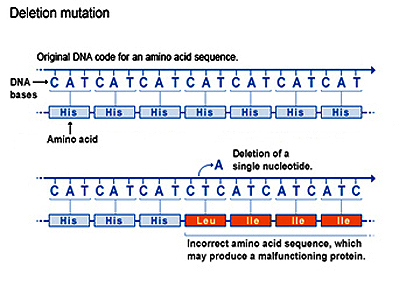 Deletion mutation
Original DNA code for an amino acid sequence.
DNA bases
C A T C A T C A T C A T C A T C A T C A T
His His His His His His His
Amino acid
A
Deletion of a
single nucleotide.
C A T C A T C A T C T C A T C A T C A T C
His His His Leu Ile Ile Ile
Incorrect amino acid sequence, which
may produce a malfunctioning protein.